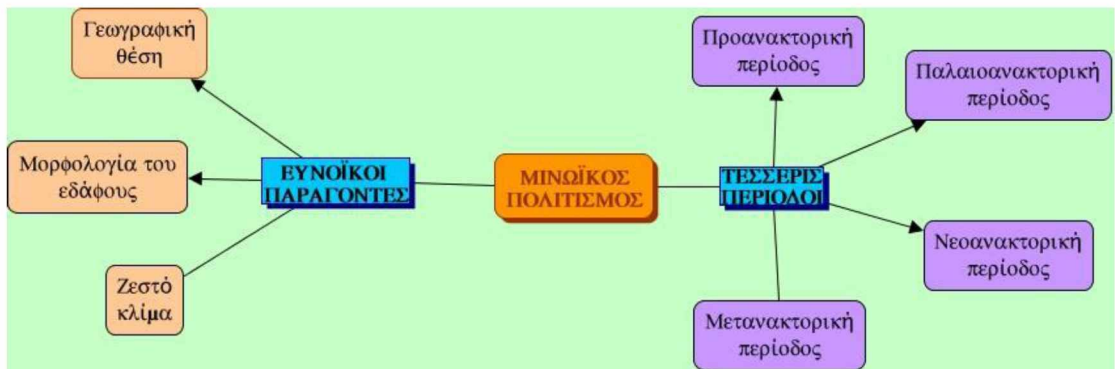 Γεωγραφική
θέση
Μορφολογία του
εδάφους
Ζεστό
κλίμα
ΕΥΝΟΪΚΟΙ
ΠΑΡΑΓΟΝΤΕΣ
ΜΙΝΩΪΚΟΣ
ΠΟΛΙΤΙΣΜΟΣ
ΤΕΣΣΕΡΙΣ
ΠΕΡΙΟΔΟΙ
Προανακτορική
περίοδος
Παλαιοανακτορική
περίοδος
Νεοανακτορική
περίοδος
Μετανακτορική
περίοδος